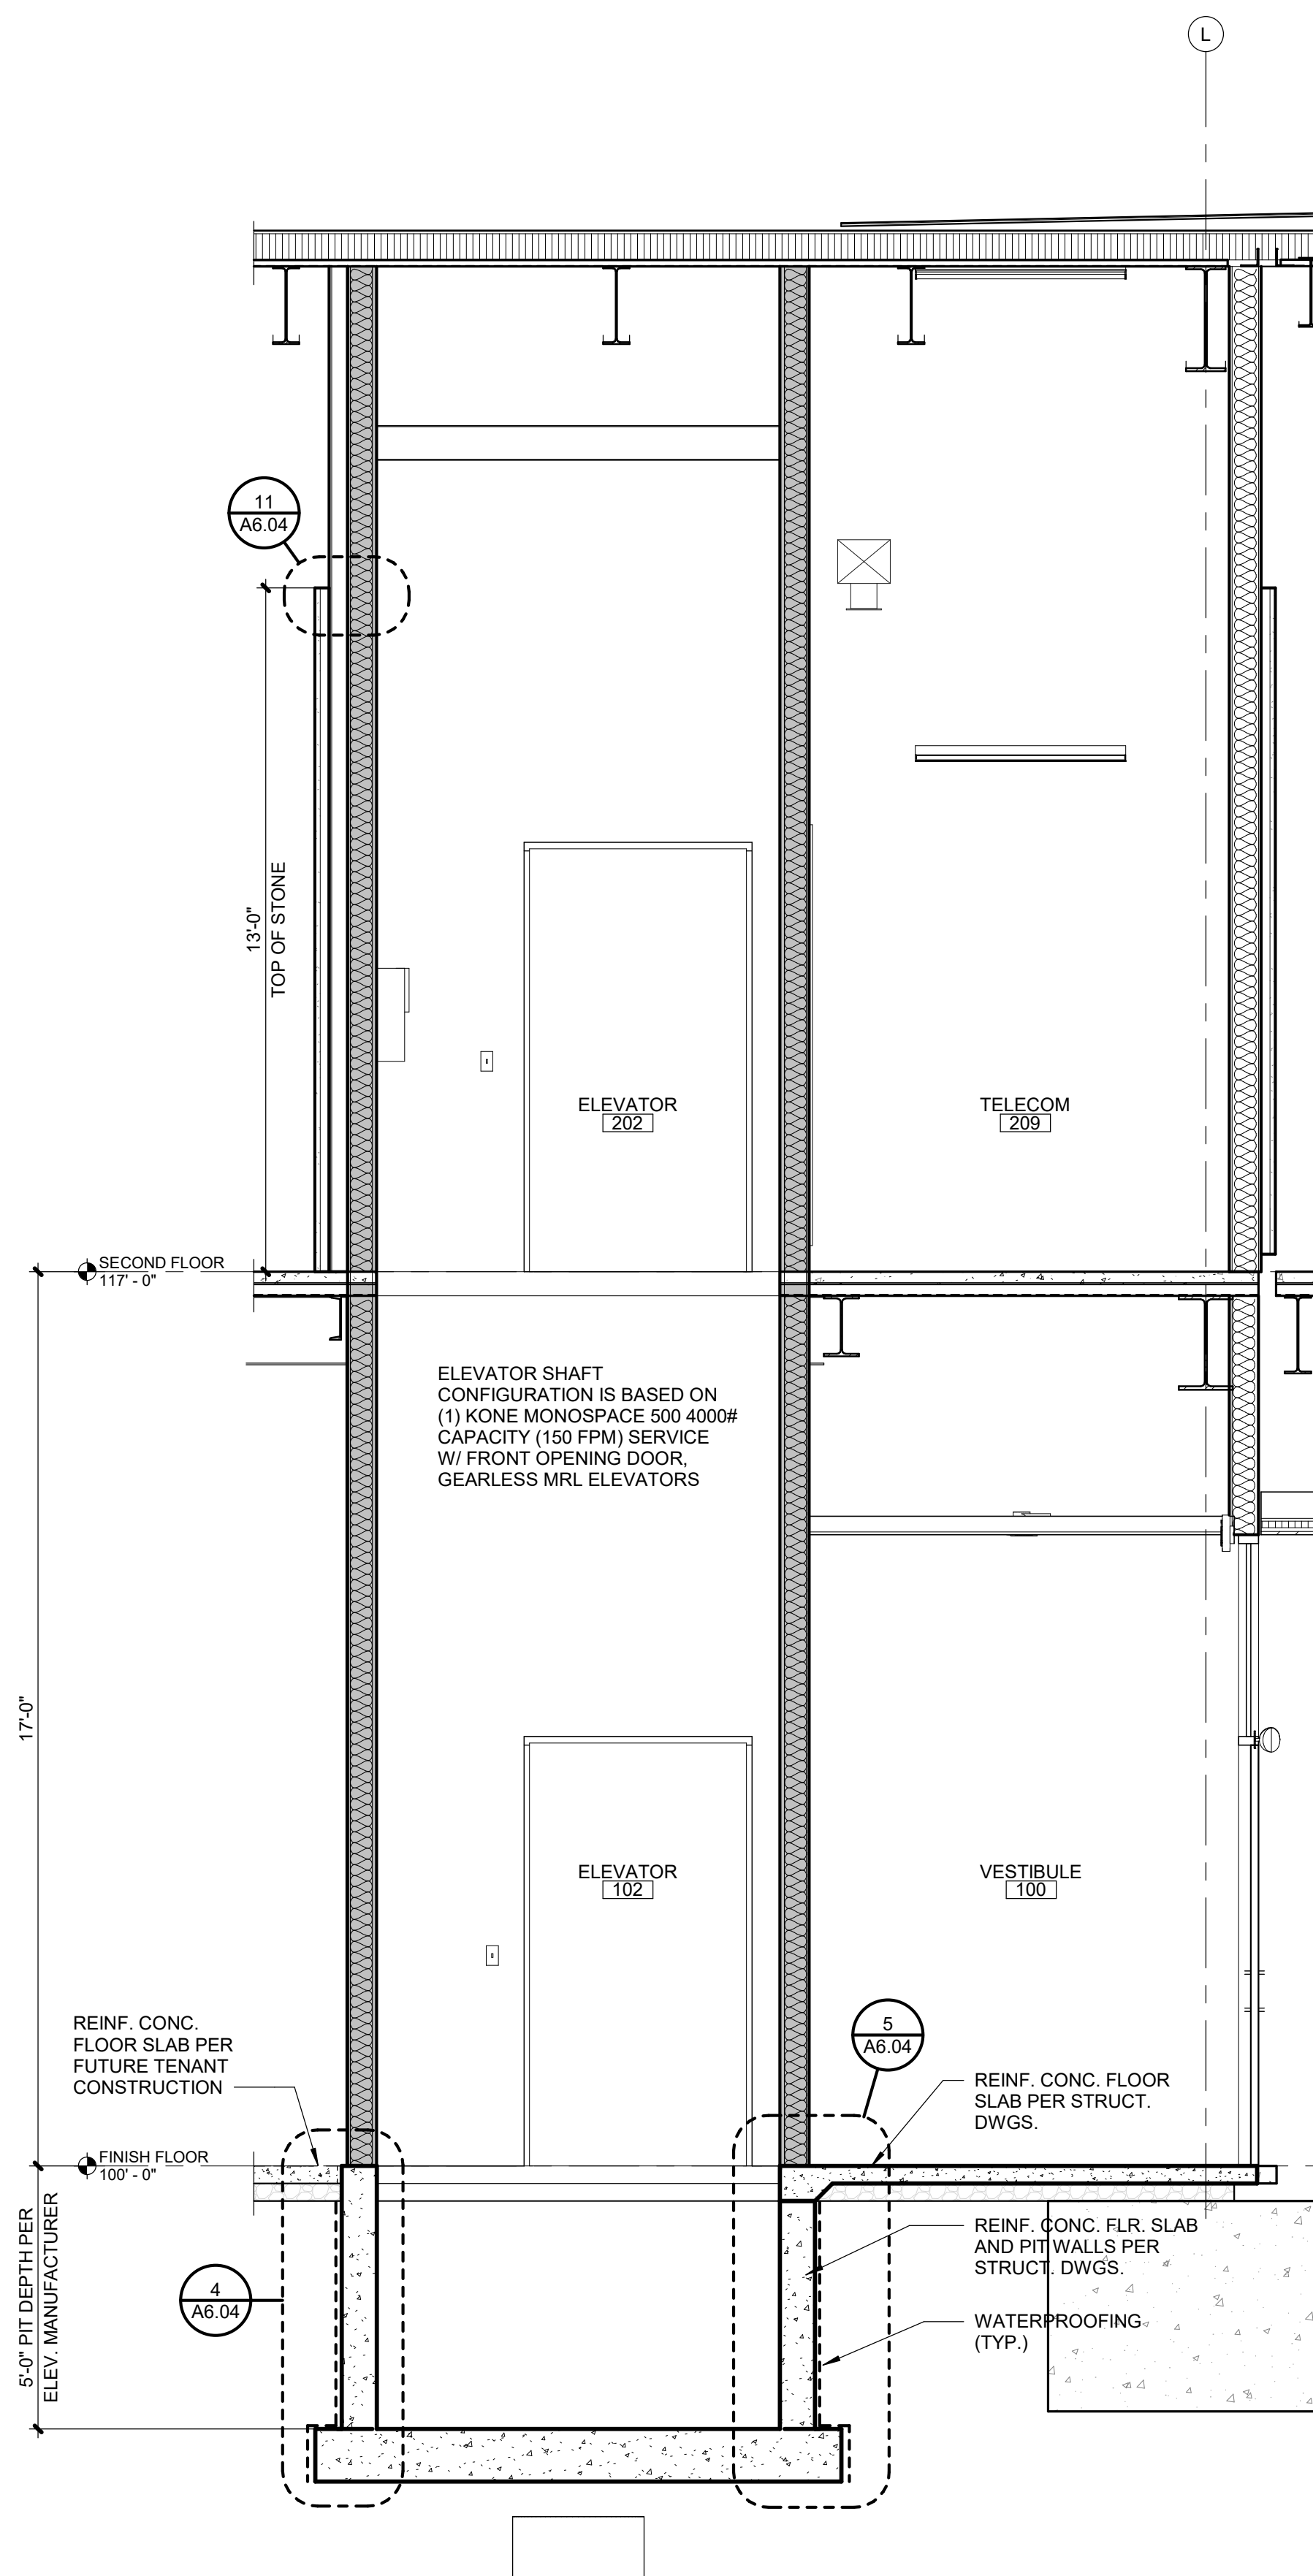 L
11
A6.04
13'-0"
TOP OF STONE
ELEVATOR
202
TELECOM
209
SECOND FLOOR
117' - 0"
ELEVATOR SHAFT
CONFIGURATION IS BASED ON
(1) KONE MONOSPACE 500 4000#
CAPACITY (150 FPM) SERVICE
W/ FRONT OPENING DOOR,
GEARLESS MRL ELEVATORS
17'-0"
ELEVATOR
102
VESTIBULE
100
REINF. CONC.
FLOOR SLAB PER
FUTURE TENANT
CONSTRUCTION
5
A6.04
REINF. CONC. FLOOR
SLAB PER STRUCT.
DWGS.
FINISH FLOOR
100' - 0"
5'-0" PIT DEPTH PER
ELEV. MANUFACTURER
REINF. CONC. FLR. SLAB
AND PIT WALLS PER
STRUCT. DWGS.
4
A6.04
WATERPROOFING
(TYP.)